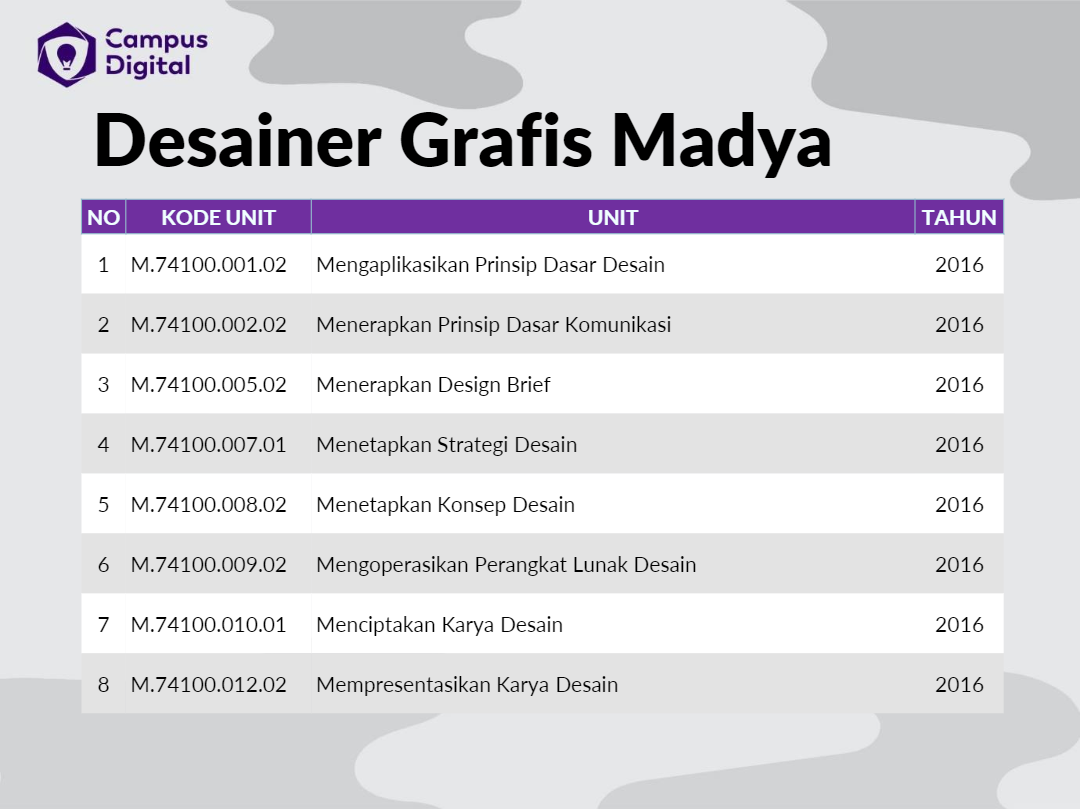 Campus
Digital
Desainer Grafis Madya
NO KODE UNIT UNIT TAHUN
1 M.74100.001.02 Mengaplikasikan Prinsip Dasar Desain 2016
2 M.74100.002.02 Menerapkan Prinsip Dasar Komunikasi 2016
3 M.74100.005.02 Menerapkan Design Brief 2016
4 M.74100.007.01 Menetapkan Strategi Desain 2016
5 M.74100.008.02 Menetapkan Konsep Desain 2016
6 M.74100.009.02 Mengoperasikan Perangkat Lunak Desain 2016
7 M.74100.010.01 Menciptakan Karya Desain 2016
8 M.74100.012.02 Mempresentasikan Karya Desain 2016